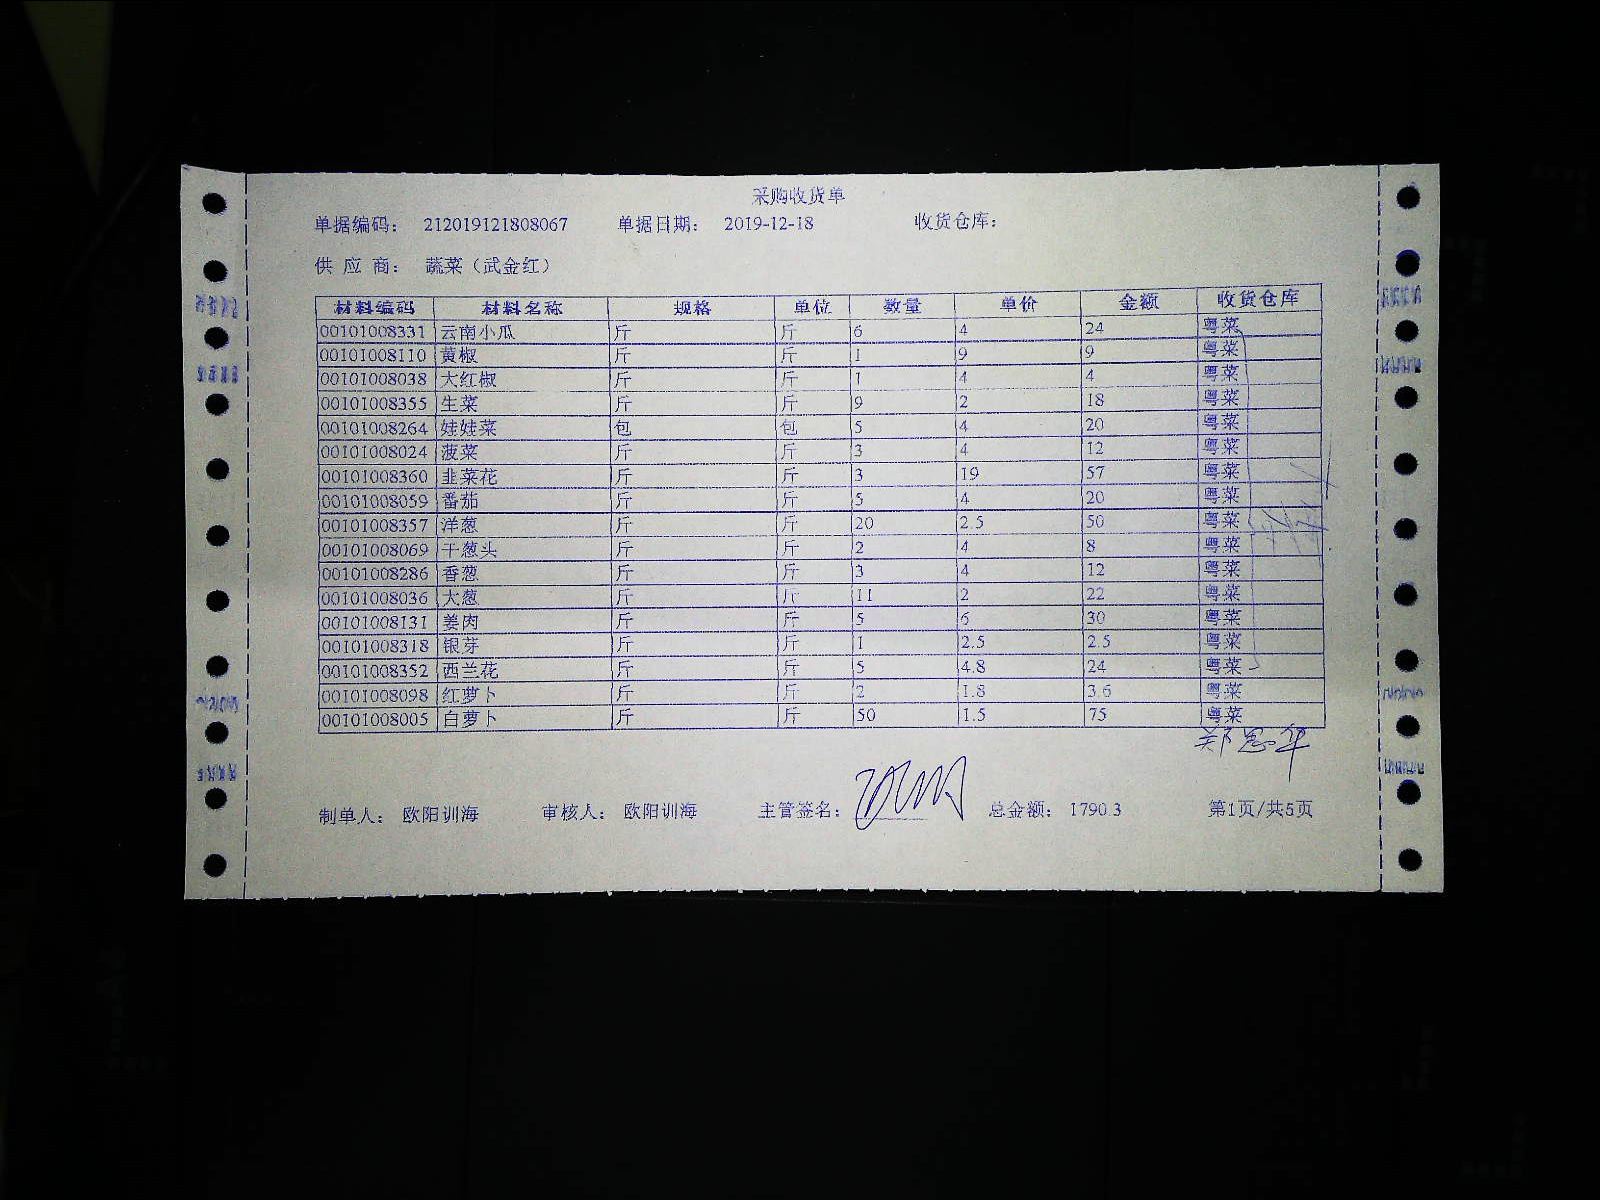 采购收货单
单据编码： 212019121808067 单据日期： 2019-12-18 收货仓库：
供 应 商： 蔬菜（武金红）
材料编码 材料名称 规格 单位 数量 单价 金额 收货仓库
00101008331 云南小瓜 斤 斤 6 4 24 粤菜
00101008110 黄椒 斤 斤 1 9 9 粤菜
00101008038 大红椒 斤 斤 1 4 4 粤菜
00101008355 生菜 斤 斤 9 2 18 粤菜
00101008264 娃娃菜 包 包 5 4 20 粤菜
00101008024 菠菜 斤 斤 3 4 12 粤菜
00101008360 韭菜花 斤 斤 3 19 57 粤菜
00101008059 番茄 斤 斤 5 4 20 粤菜
00101008357 洋葱 斤 斤 20 2.5 50 粤菜
00101008069 干葱头 斤 斤 2 4 8 粤菜
00101008286 香葱 斤 斤 3 4 12 粤菜
00101008036 大葱 斤 斤 11 2 22 粤菜
00101008131 姜肉 斤 斤 5 6 30 粤菜
00101008318 银芽 斤 斤 1 2.5 2.5 粤菜
00101008352 西兰花 斤 斤 5 4.8 24 粤菜
00101008098 红萝卜 斤 斤 2 1.8 3.6 粤菜
00101008005 白萝卜 斤 斤 50 1.5 75 粤菜
制单人： 欧阳训海 审核人： 欧阳训海 主管签名： 总金额： 1790.3 第1页/共5页